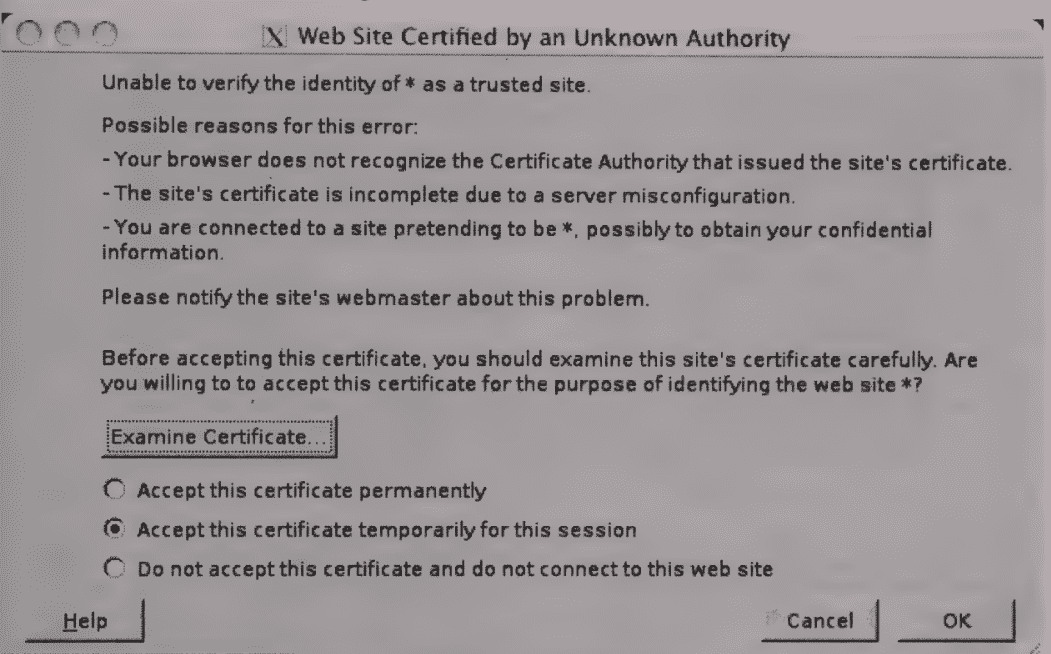 Web Site Certified by an Unknown Authority
Unable to verify the identity of * as a trusted site.
Possible reasons for this error:
- Your browser does not recognize the Certificate Authority that issued the site's certificate.
- The site's certificate is incomplete due to a server misconfiguration.
- You are connected to a site pretending to be *, possibly to obtain your confidential
information.
Please notify the site's webmaster about this problem.
Before accepting this certificate, you should examine this site's certificate carefully. Are
you willing to to accept this certificate for the purpose of identifying the web site *?
Examine Certificate...
Accept this certificate permanently
Accept this certificate temporarily for this session
Do not accept this certificate and do not connect to this web site
Help Cancel OK